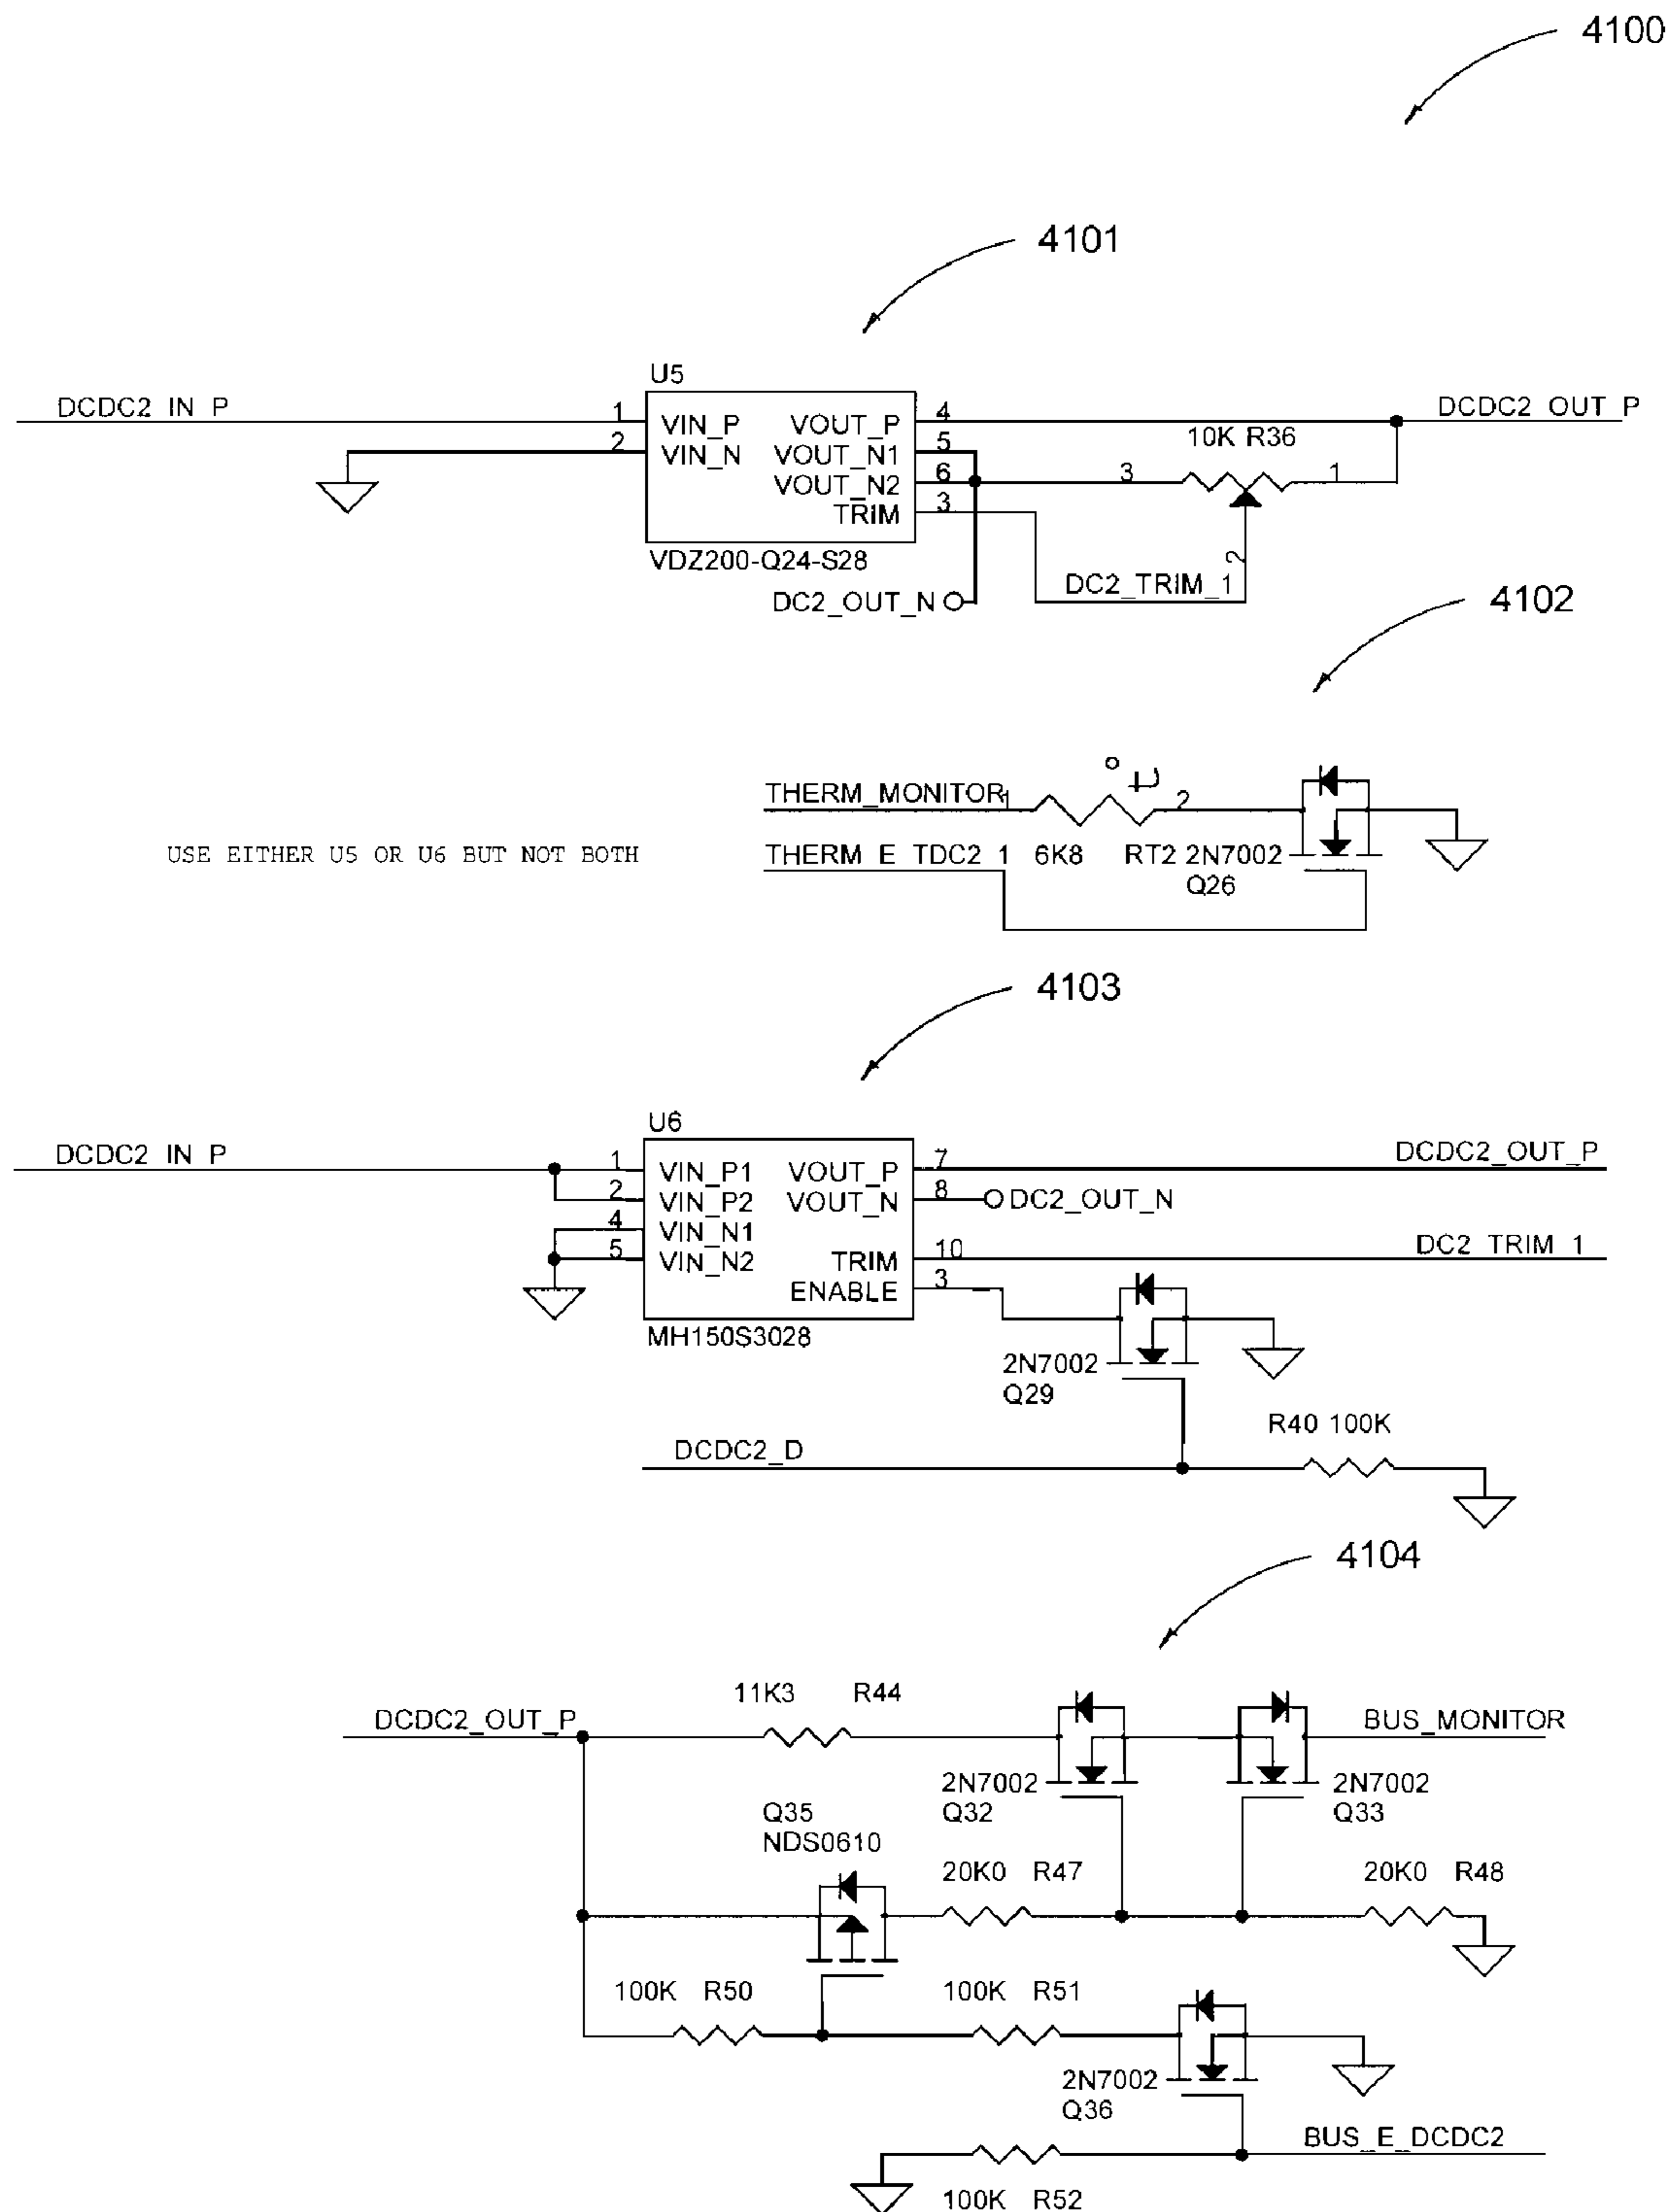 4100
4101
U5
DCDC2_IN_P
1 VIN_P VOUT_P 4
DCDC2_OUT_P
2 VIN_N VOUT_N1 5
10K R36
VOUT_N2 6
3 1
TRIM 3
VDZ200-Q24-S28
2
DC2_OUT_N
DC2_TRIM_1
4102
THERM_MONITOR
1 2
t
USE EITHER U5 OR U6 BUT NOT BOTH
THERM_E_TDC2_1
6K8 RT2
2N7002
Q26
4103
U6
DCDC2_IN_P
1 VIN_P1 VOUT_P 7
DCDC2_OUT_P
2 VIN_P2 VOUT_N 8
DC2_OUT_N
4 VIN_N1
5 VIN_N2 TRIM 10
DC2_TRIM_1
ENABLE 3
MH150S3028
2N7002
Q29
R40 100K
DCDC2_D
4104
11K3 R44
DCDC2_OUT_P
BUS_MONITOR
2N7002
Q32
2N7002
Q33
Q35
NDS0610
20K0 R47
20K0 R48
100K R50
100K R51
2N7002
Q36
BUS_E_DCDC2
100K R52